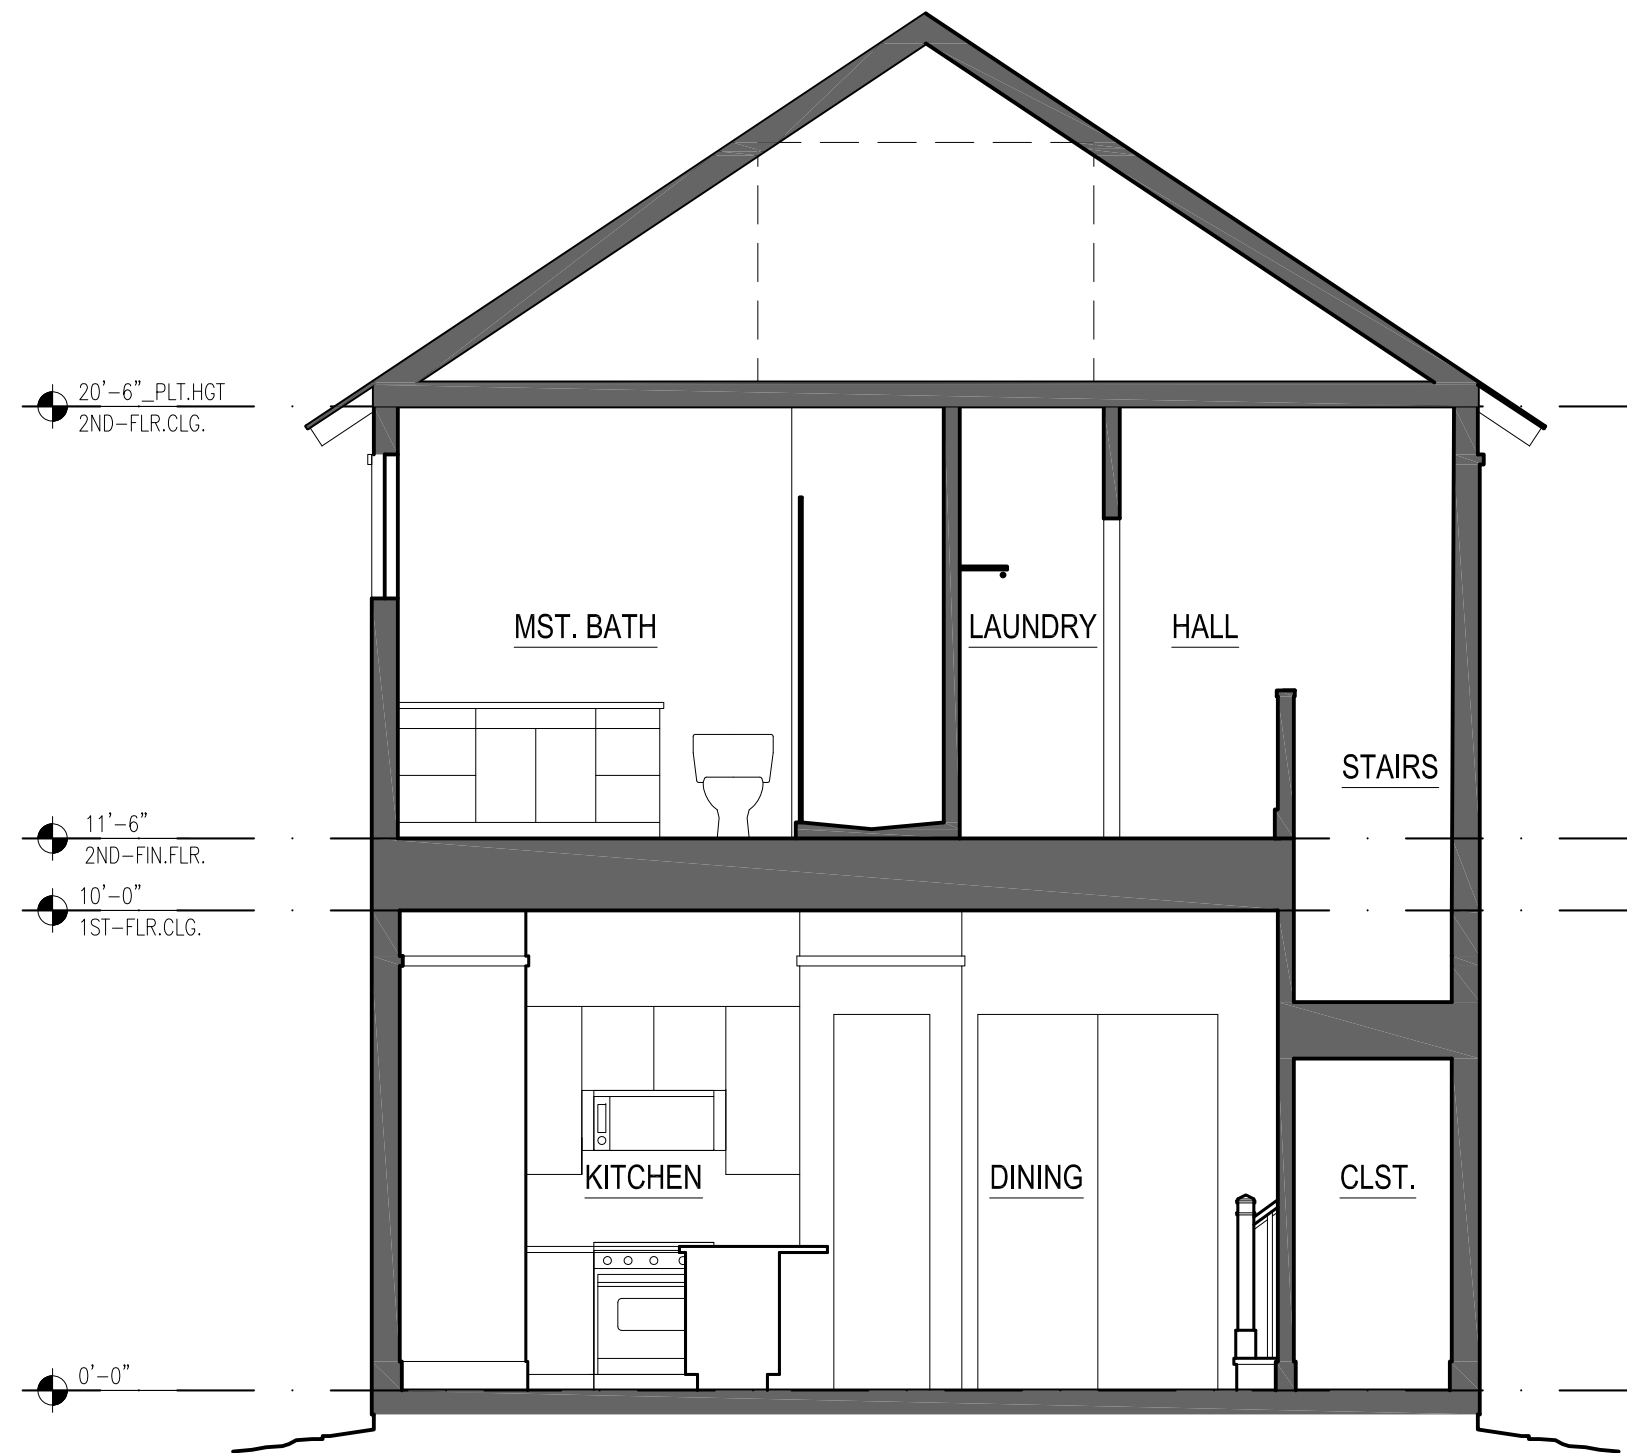 20'-6"_PLT.HGT
2ND-FLR.CLG.
MST. BATH
LAUNDRY
HALL
STAIRS
11'-6"
2ND-FIN.FLR.
10'-0"
1ST-FLR.CLG.
KITCHEN
DINING
CLST.
0'-0"